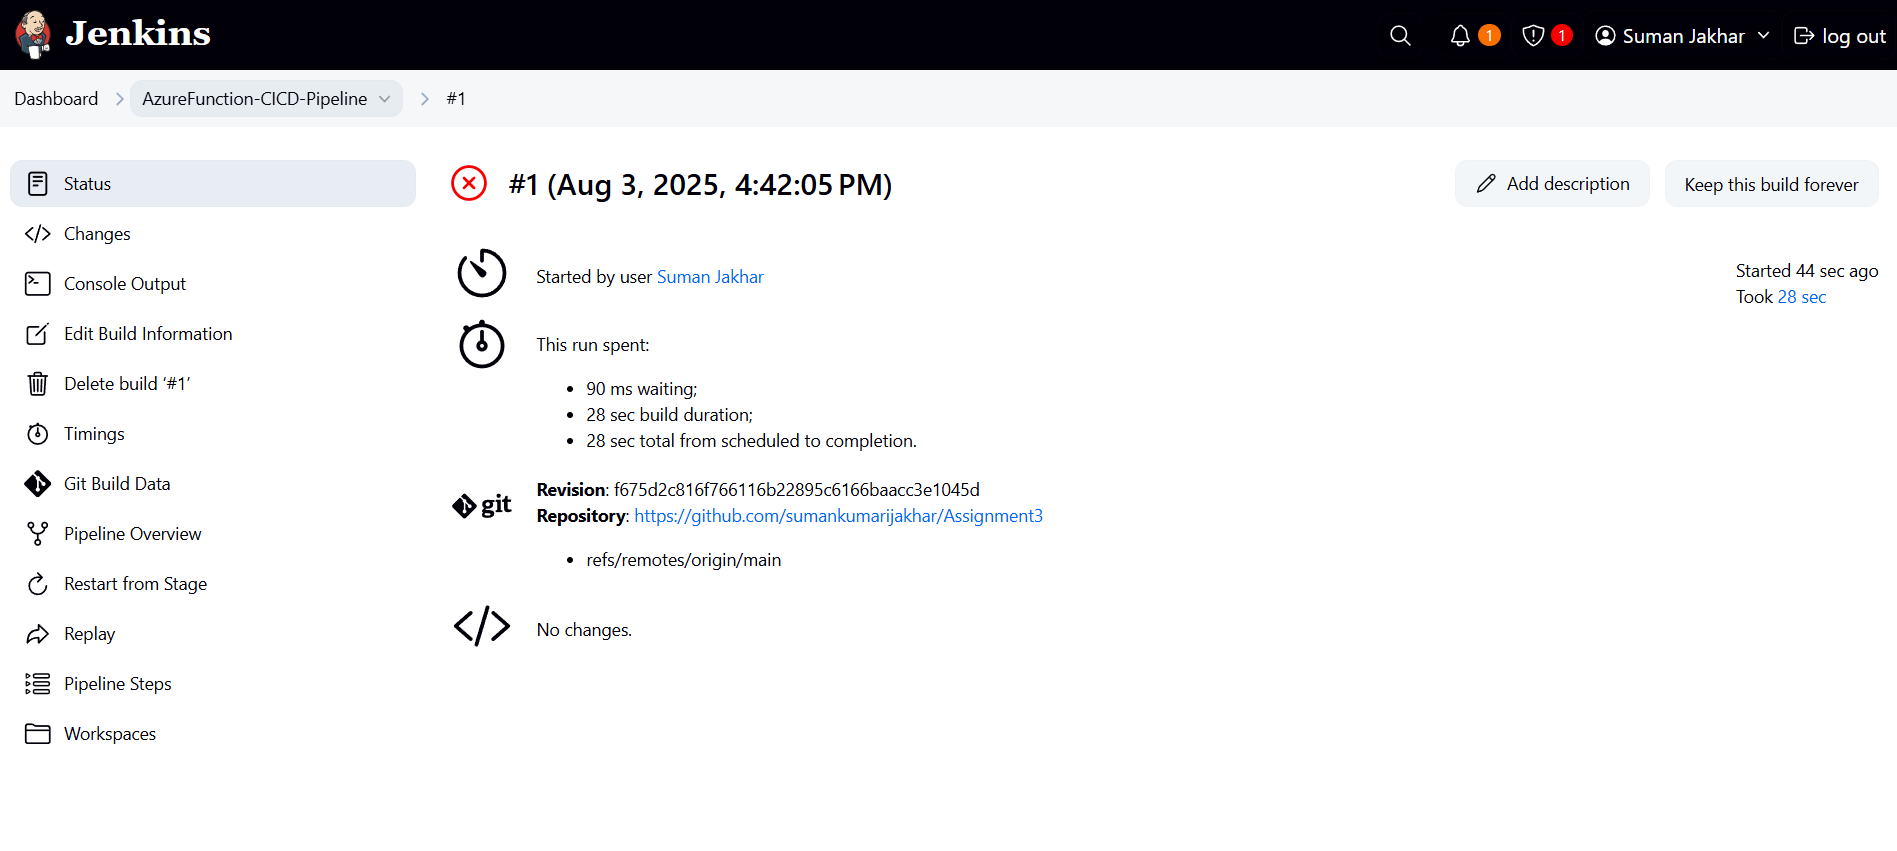 Jenkins
1
1
Suman Jakhar
log out
Dashboard
AzureFunction-CICD-Pipeline
#1
Status
Changes
Console Output
Edit Build Information
Delete build ‘#1’
Timings
Git Build Data
Pipeline Overview
Restart from Stage
Replay
Pipeline Steps
Workspaces
#1 (Aug 3, 2025, 4:42:05 PM)
Add description
Keep this build forever
Started by user Suman Jakhar
Started 44 sec ago
Took 28 sec
This run spent:
• 90 ms waiting;
• 28 sec build duration;
• 28 sec total from scheduled to completion.
git
Revision: f675d2c816f766116b22895c6166baacc3e1045d
Repository: https://github.com/sumankumarijakhar/Assignment3
• refs/remotes/origin/main
No changes.